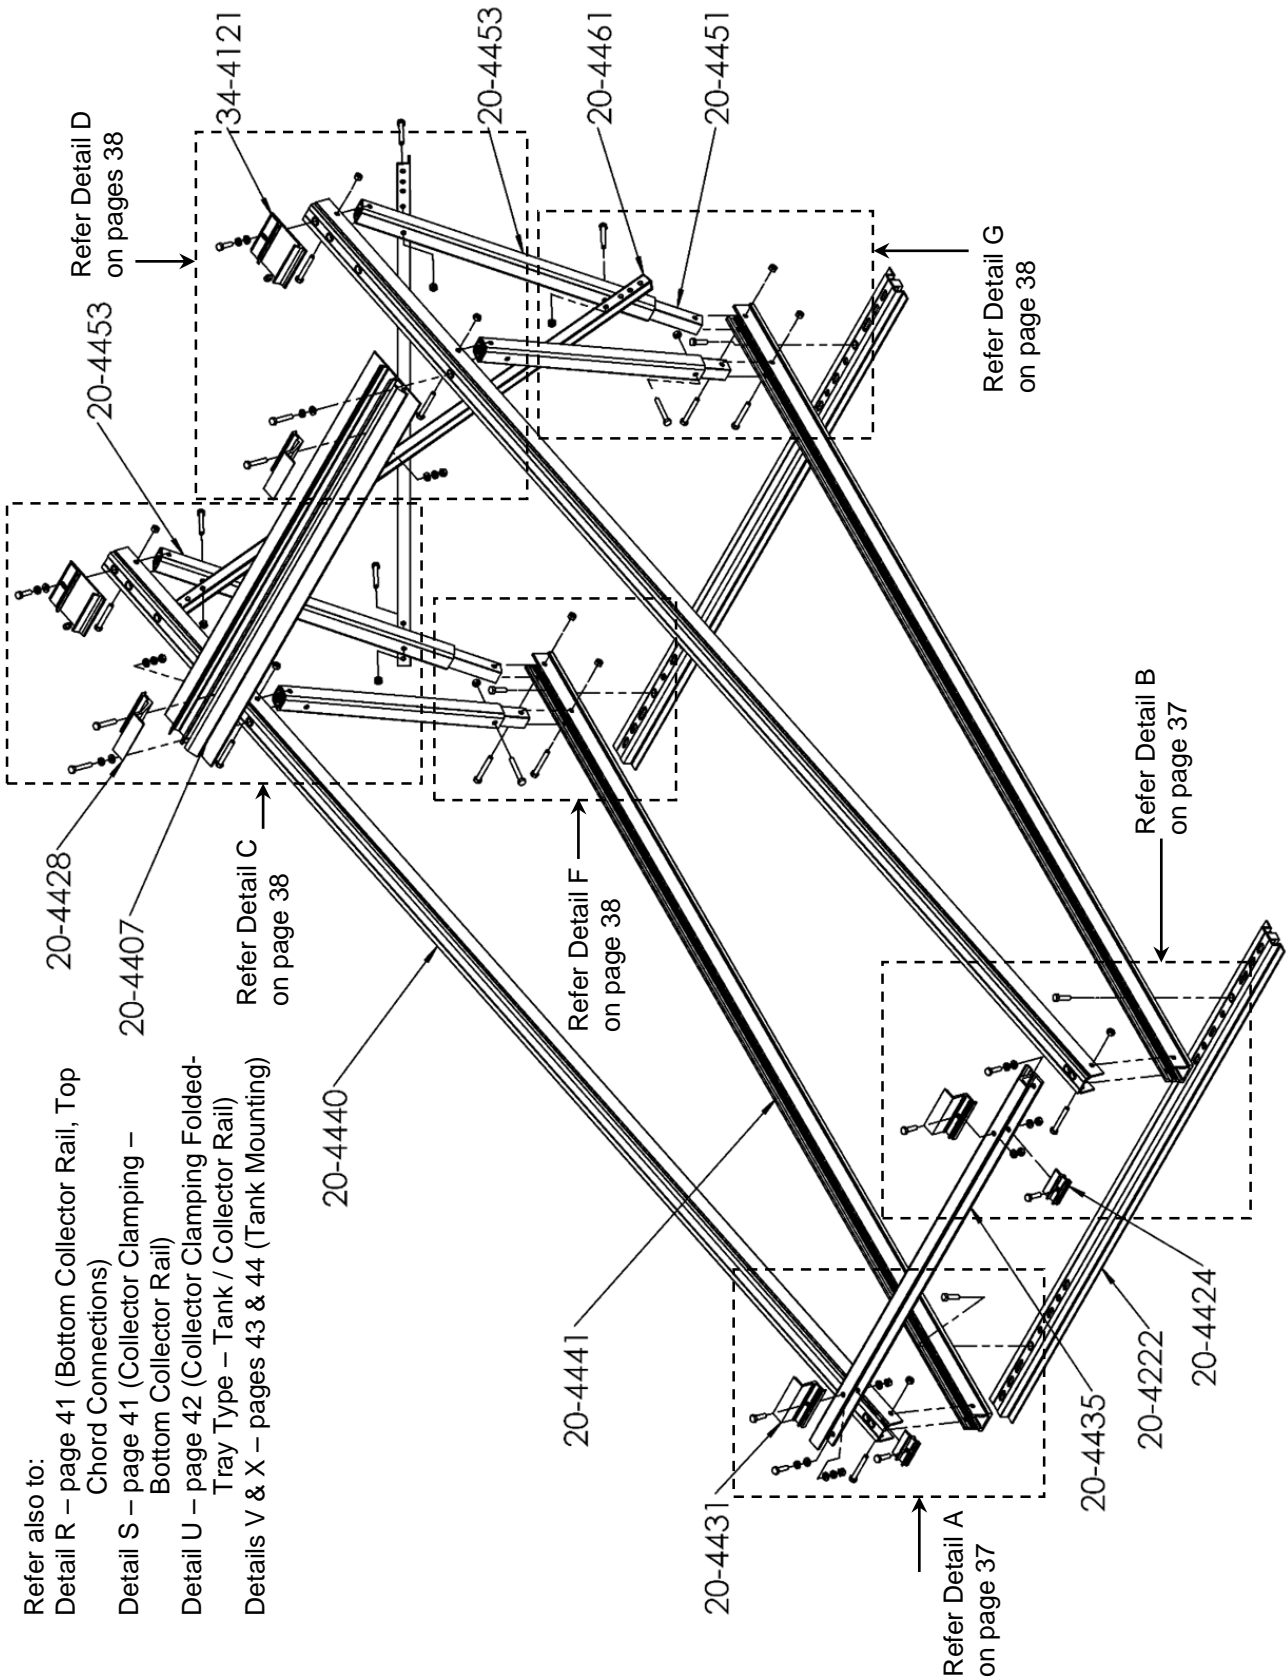 Refer also to:
Detail R – page 41 (Bottom Collector Rail, Top
Chord Connections)
Detail S – page 41 (Collector Clamping –
Bottom Collector Rail)
Detail U – page 42 (Collector Clamping Folded-
Tray Type – Tank / Collector Rail)
Details V & X – pages 43 & 44 (Tank Mounting)
20-4428
20-4407
20-4453
Refer Detail D
on pages 38
34-4121
20-4453
20-4461
20-4451
Refer Detail C
on page 38
20-4440
Refer Detail F
on page 38
Refer Detail G
on page 38
20-4441
20-4431
Refer Detail A
on page 37
20-4435
20-4222
20-4424
Refer Detail B
on page 37